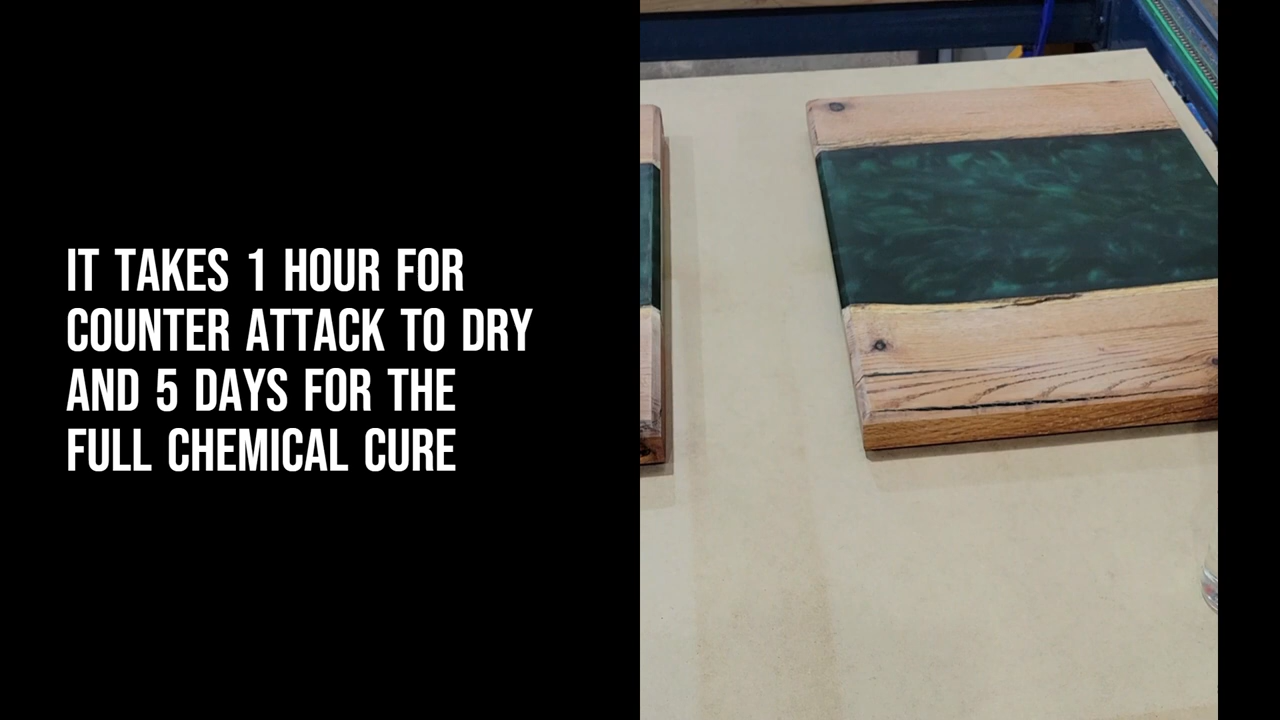 IT TAKES 1 HOUR FOR
COUNTER ATTACK TO DRY
AND 5 DAYS FOR THE
FULL CHEMICAL CURE